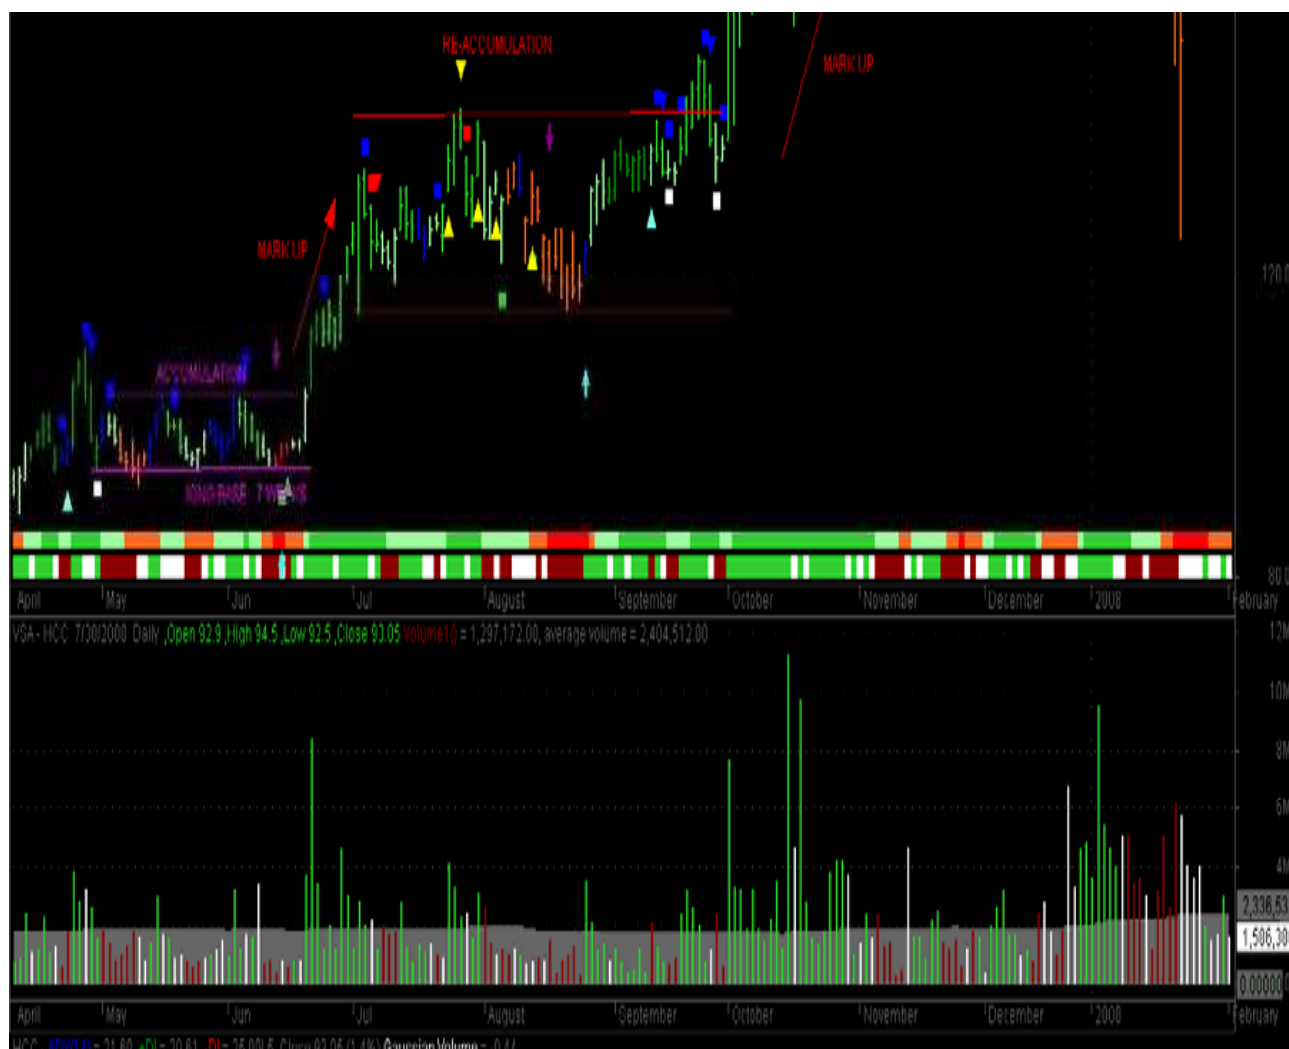 RE-ACCUMULATION
MARK UP
MARK UP
120.0
ACCUMULATION
80.0
April May Jun Jul August September October November December 2008 February
VSA - HCC 7/30/2008 Daily ,Open 92.9 ,High 94.5 ,Low 92.5 ,Close 93.05 Volume1() = 1,297,172.00, average volume = 2,404,512.00
12M
10M
8M
6M
4M
2,336,53
1,506,30
0.00000
April May Jun Jul August September October November December 2008 February